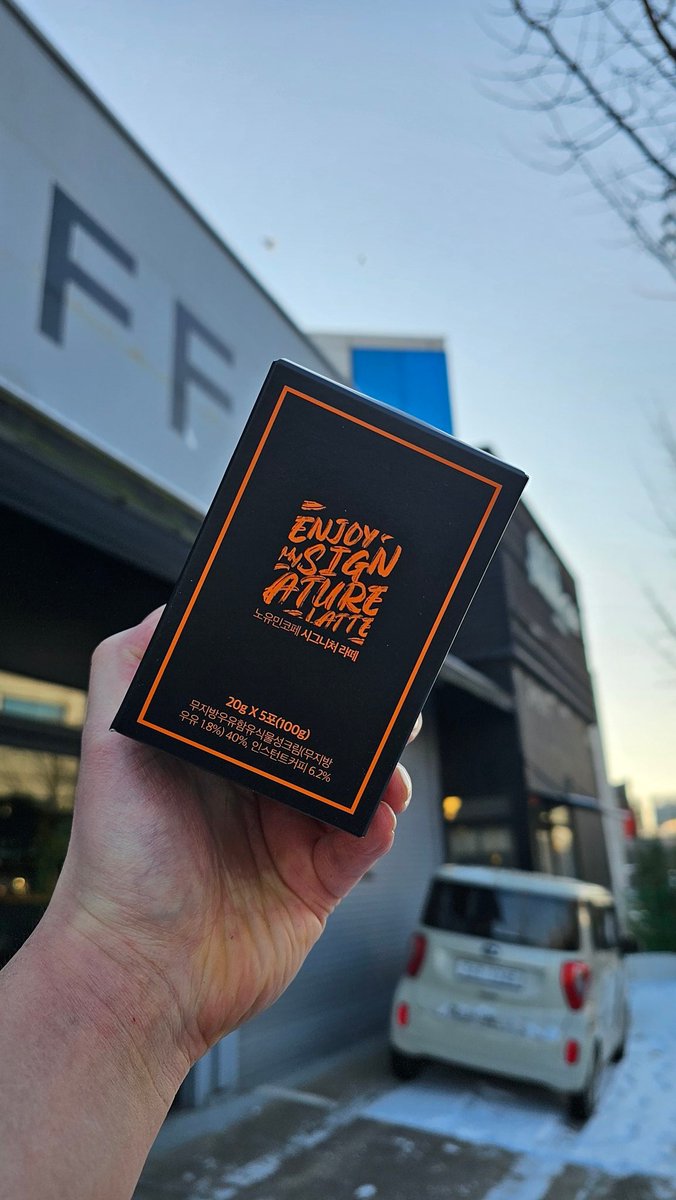 FF
ENJOY
MY SIGN
ATURE
LATTE
노유민코페 시그니처 라떼
20g X 5포(100g)
무지방우유함유식물성크림(무지방
우유 1.8%) 40%, 인스턴트커피 6.2%